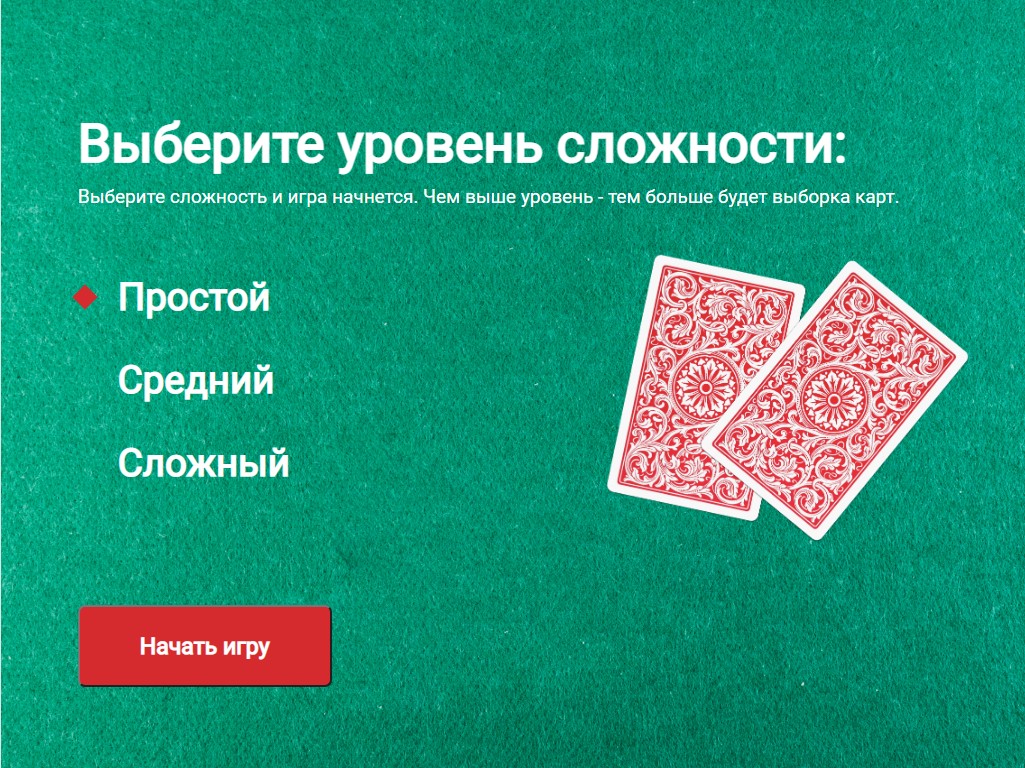 Выберите уровень сложности:
Выберите сложность и игра начнется. Чем выше уровень - тем больше будет выборка карт.
Простой
Средний
Сложный
Начать игру